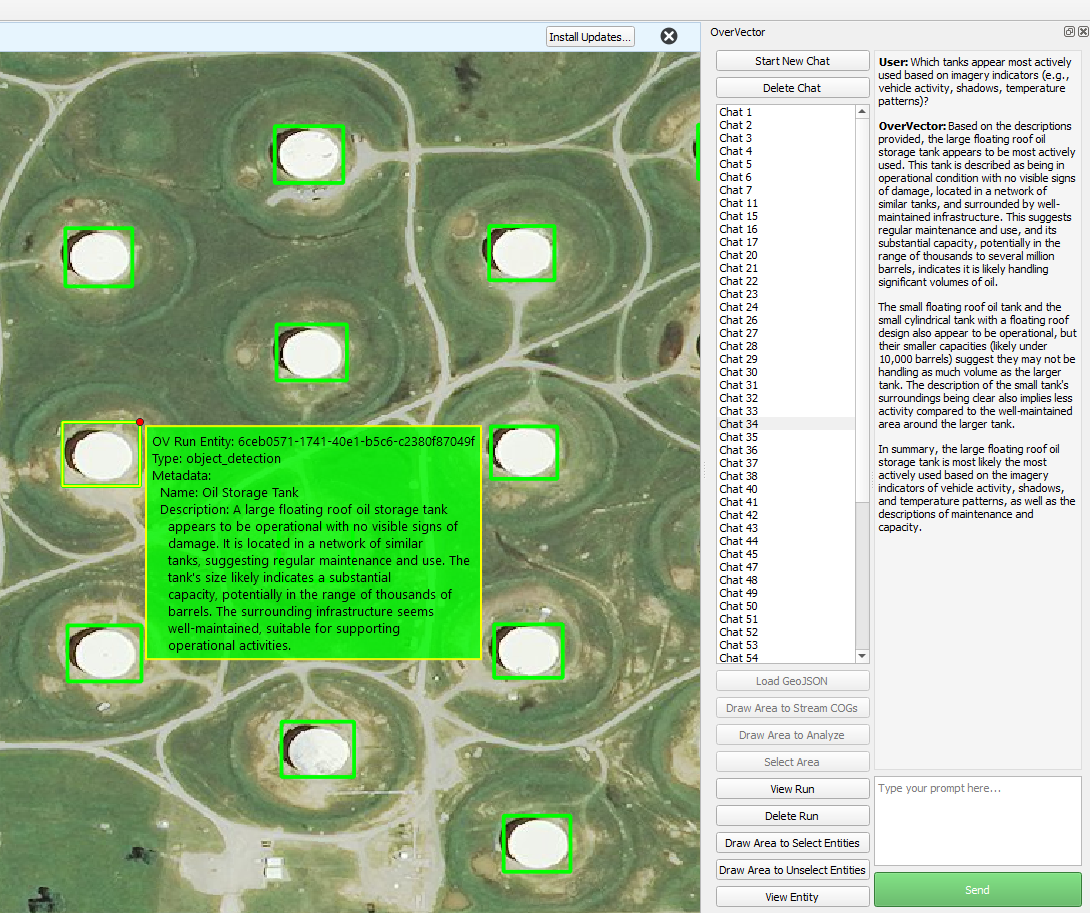 Install Updates...
OverVector
Start New Chat
Delete Chat
Chat 1
Chat 2
Chat 3
Chat 4
Chat 5
Chat 6
Chat 7
Chat 11
Chat 15
Chat 16
Chat 17
Chat 20
Chat 21
Chat 22
Chat 23
Chat 24
Chat 26
Chat 27
Chat 28
Chat 29
Chat 30
Chat 31
Chat 32
Chat 33
Chat 34
Chat 35
Chat 36
Chat 37
Chat 38
Chat 40
Chat 41
Chat 42
Chat 43
Chat 44
Chat 45
Chat 47
Chat 48
Chat 49
Chat 50
Chat 51
Chat 52
Chat 53
Chat 54
Load GeoJSON
Draw Area to Stream COGs
Draw Area to Analyze
Select Area
View Run
Delete Run
Draw Area to Select Entities
Draw Area to Unselect Entities
View Entity
User: Which tanks appear most actively
used based on imagery indicators (e.g.,
vehicle activity, shadows, temperature
patterns)?
OverVector: Based on the descriptions
provided, the large floating roof oil
storage tank appears to be most actively
used. This tank is described as being in
operational condition with no visible signs
of damage, located in a network of
similar tanks, and surrounded by well-
maintained infrastructure. This suggests
regular maintenance and use, and its
substantial capacity, potentially in the
range of thousands to several million
barrels, indicates it is likely handling
significant volumes of oil.
The small floating roof oil tank and the
small cylindrical tank with a floating roof
design also appear to be operational, but
their smaller capacities (likely under
10,000 barrels) suggest they may not be
handling as much volume as the larger
tank. The description of the small tank's
surroundings being clear also implies less
activity compared to the well-maintained
area around the larger tank.
In summary, the large floating roof oil
storage tank is most likely the most
actively used based on the imagery
indicators of vehicle activity, shadows,
and temperature patterns, as well as the
descriptions of maintenance and
capacity.
Type your prompt here...
Send
OV Run Entity: 6ceb0571-1741-40e1-b5c6-c2380f87049f
Type: object_detection
Metadata:
Name: Oil Storage Tank
Description: A large floating roof oil storage tank
appears to be operational with no visible signs of
damage. It is located in a network of similar
tanks, suggesting regular maintenance and use. The
tank's size likely indicates a substantial
capacity, potentially in the range of thousands of
barrels. The surrounding infrastructure seems
well-maintained, suitable for supporting
operational activities.